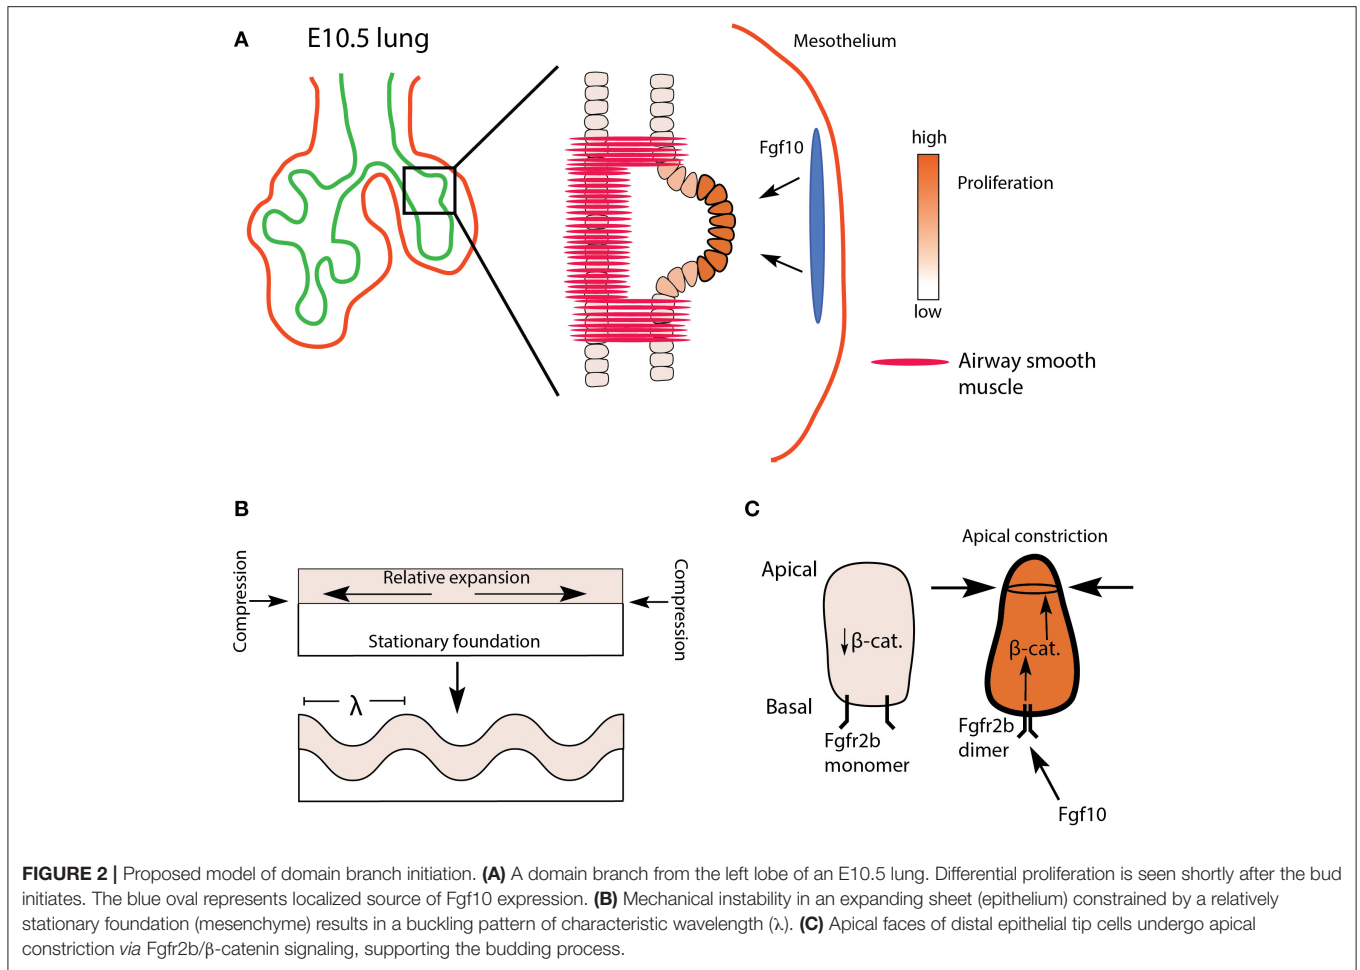 A
E10.5 lung
Mesothelium
Fgf10
high
Proliferation
low
Airway smooth
muscle
B
Compression
Relative expansion
Compression
Stationary foundation
λ
C
Apical constriction
Apical
β-cat.
β-cat.
Basal
Fgfr2b
monomer
Fgfr2b
dimer
Fgf10
FIGURE 2 | Proposed model of domain branch initiation. (A) A domain branch from the left lobe of an E10.5 lung. Differential proliferation is seen shortly after the bud
initiates. The blue oval represents localized source of Fgf10 expression. (B) Mechanical instability in an expanding sheet (epithelium) constrained by a relatively
stationary foundation (mesenchyme) results in a buckling pattern of characteristic wavelength (λ). (C) Apical faces of distal epithelial tip cells undergo apical
constriction via Fgfr2b/β-catenin signaling, supporting the budding process.